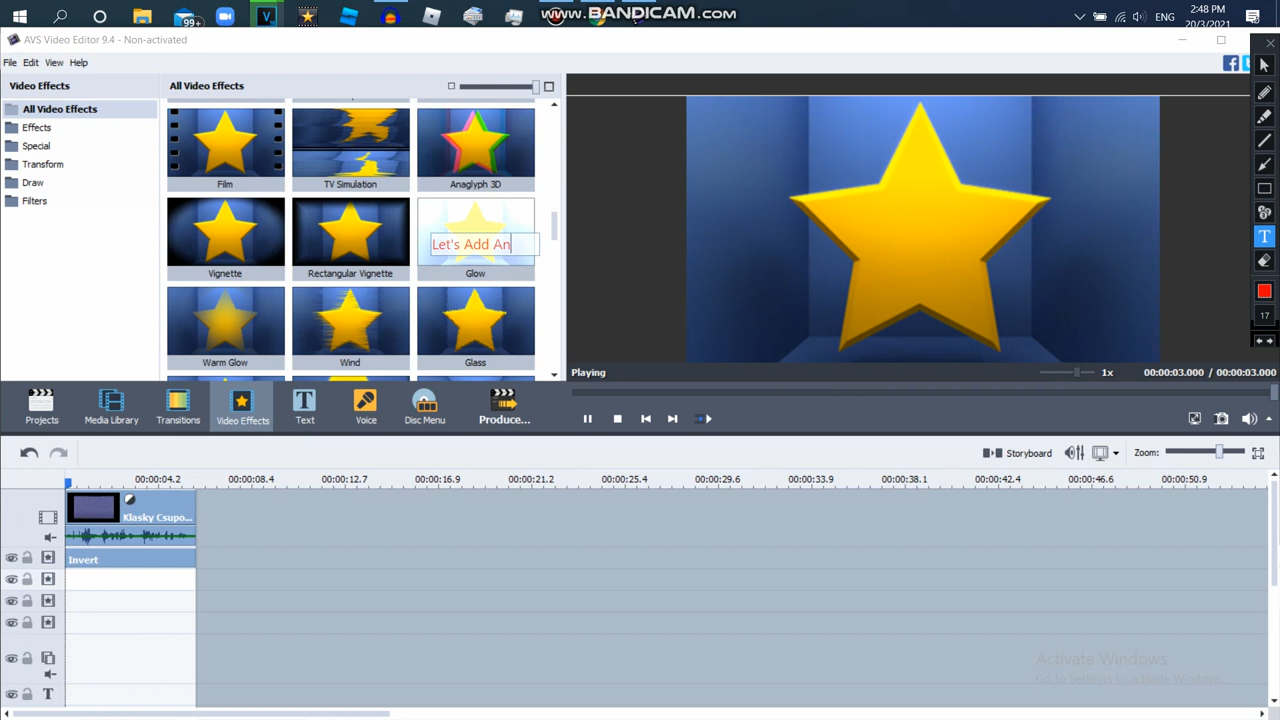 99+
www.BANDICAM.com
ENG
2:48 PM
20/3/2021
AVS Video Editor 9.4 - Non-activated
File Edit View Help
Video Effects
All Video Effects
All Video Effects
Effects
Special
Transform
Draw
Filters
Film
TV Simulation
Anaglyph 3D
Let's Add An
Vignette
Rectangular Vignette
Glow
Warm Glow
Wind
Glass
17
Playing
1x
00:00:03.000 / 00:00:03.000
Projects
Media Library
Transitions
Video Effects
Text
Voice
Disc Menu
Produce...
Storyboard
Zoom:
00:00:04.2 00:00:08.4 00:00:12.7 00:00:16.9 00:00:21.2 00:00:25.4 00:00:29.6 00:00:33.9 00:00:38.1 00:00:42.4 00:00:46.6 00:00:50.9
Klasky Csupo...
Invert
Activate Windows
Go to Settings to activate Windows.